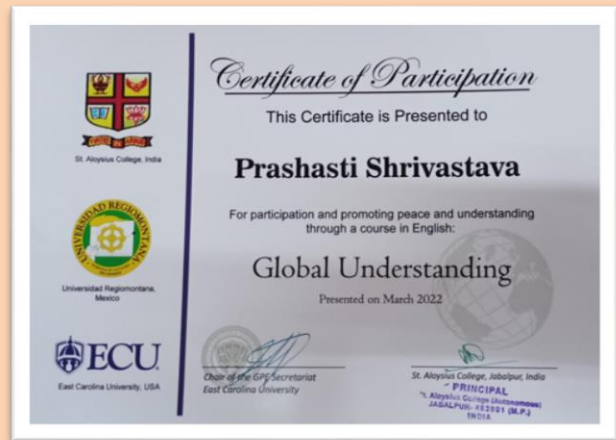 Certificate of Participation
This Certificate is Presented to
Prashasti Shrivastava
For participation and promoting peace and understanding
through a course in English:
Global Understanding
Presented on March 2022
St. Aloysius College, India
UNIVERSIDAD REGIOMONTANA
Universidad Regiomontana,
Mexico
ECU
East Carolina University, USA
Chair of the GPE Secretariat
East Carolina University
St. Aloysius College, Jabalpur, India
PRINCIPAL
St. Aloysius College (Autonomous)
JABALPUR- 482001 (M.P.)
INDIA